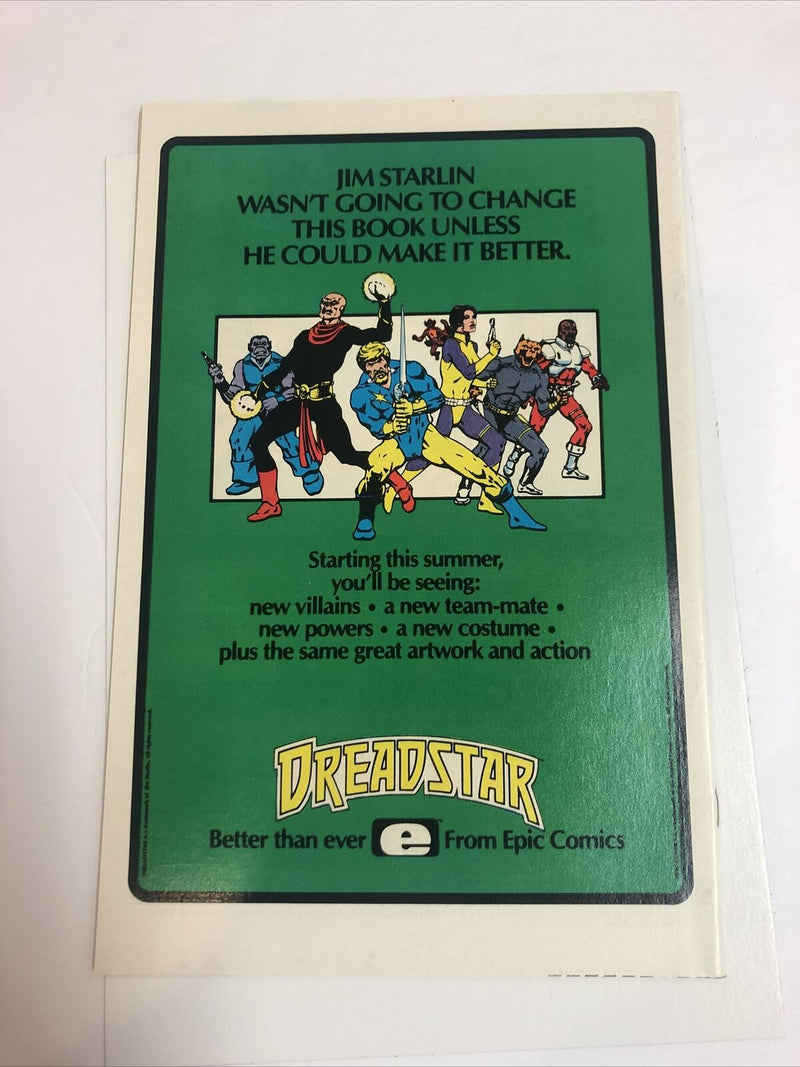 JIM STARLIN
WASN'T GOING TO CHANGE
THIS BOOK UNLESS
HE COULD MAKE IT BETTER.
Starting this summer,
you'll be seeing:
new villains • a new team-mate •
new powers • a new costume •
plus the same great artwork and action
DREADSTAR
Better than ever e™ From Epic Comics